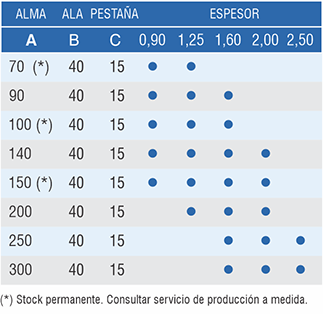 ALMA ALA PESTAÑA ESPESOR
A B C 0,90 1,25 1,60 2,00 2,50
70 (*) 40 15 ● ●
90 40 15 ● ● ●
100 (*) 40 15 ● ● ●
140 40 15 ● ● ● ●
150 (*) 40 15 ● ● ● ●
200 40 15 ● ● ●
250 40 15 ● ● ●
300 40 15 ● ● ●
(*) Stock permanente. Consultar servicio de producción a medida.